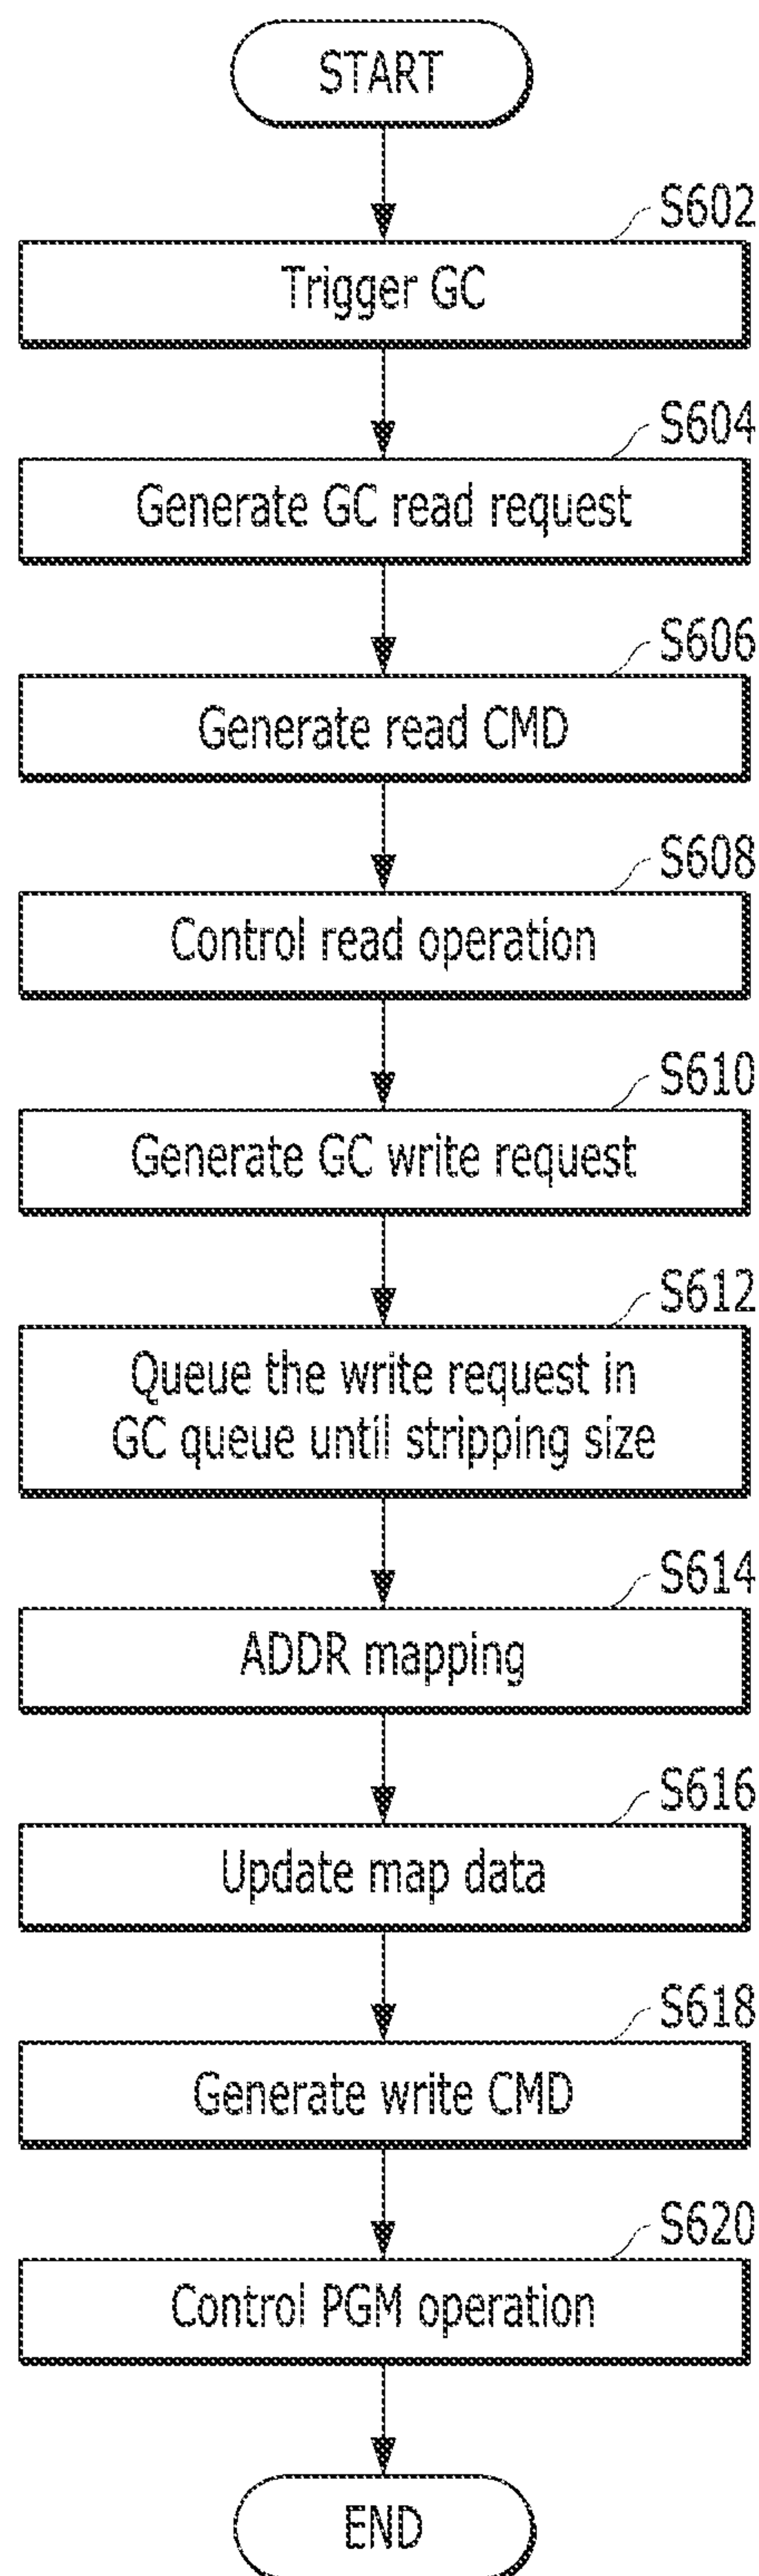 START
S602
Trigger GC
S604
Generate GC read request
S606
Generate read CMD
S608
Control read operation
S610
Generate GC write request
S612
Queue the write request in
GC queue until stripping size
S614
ADDR mapping
S616
Update map data
S618
Generate write CMD
S620
Control PGM operation
END